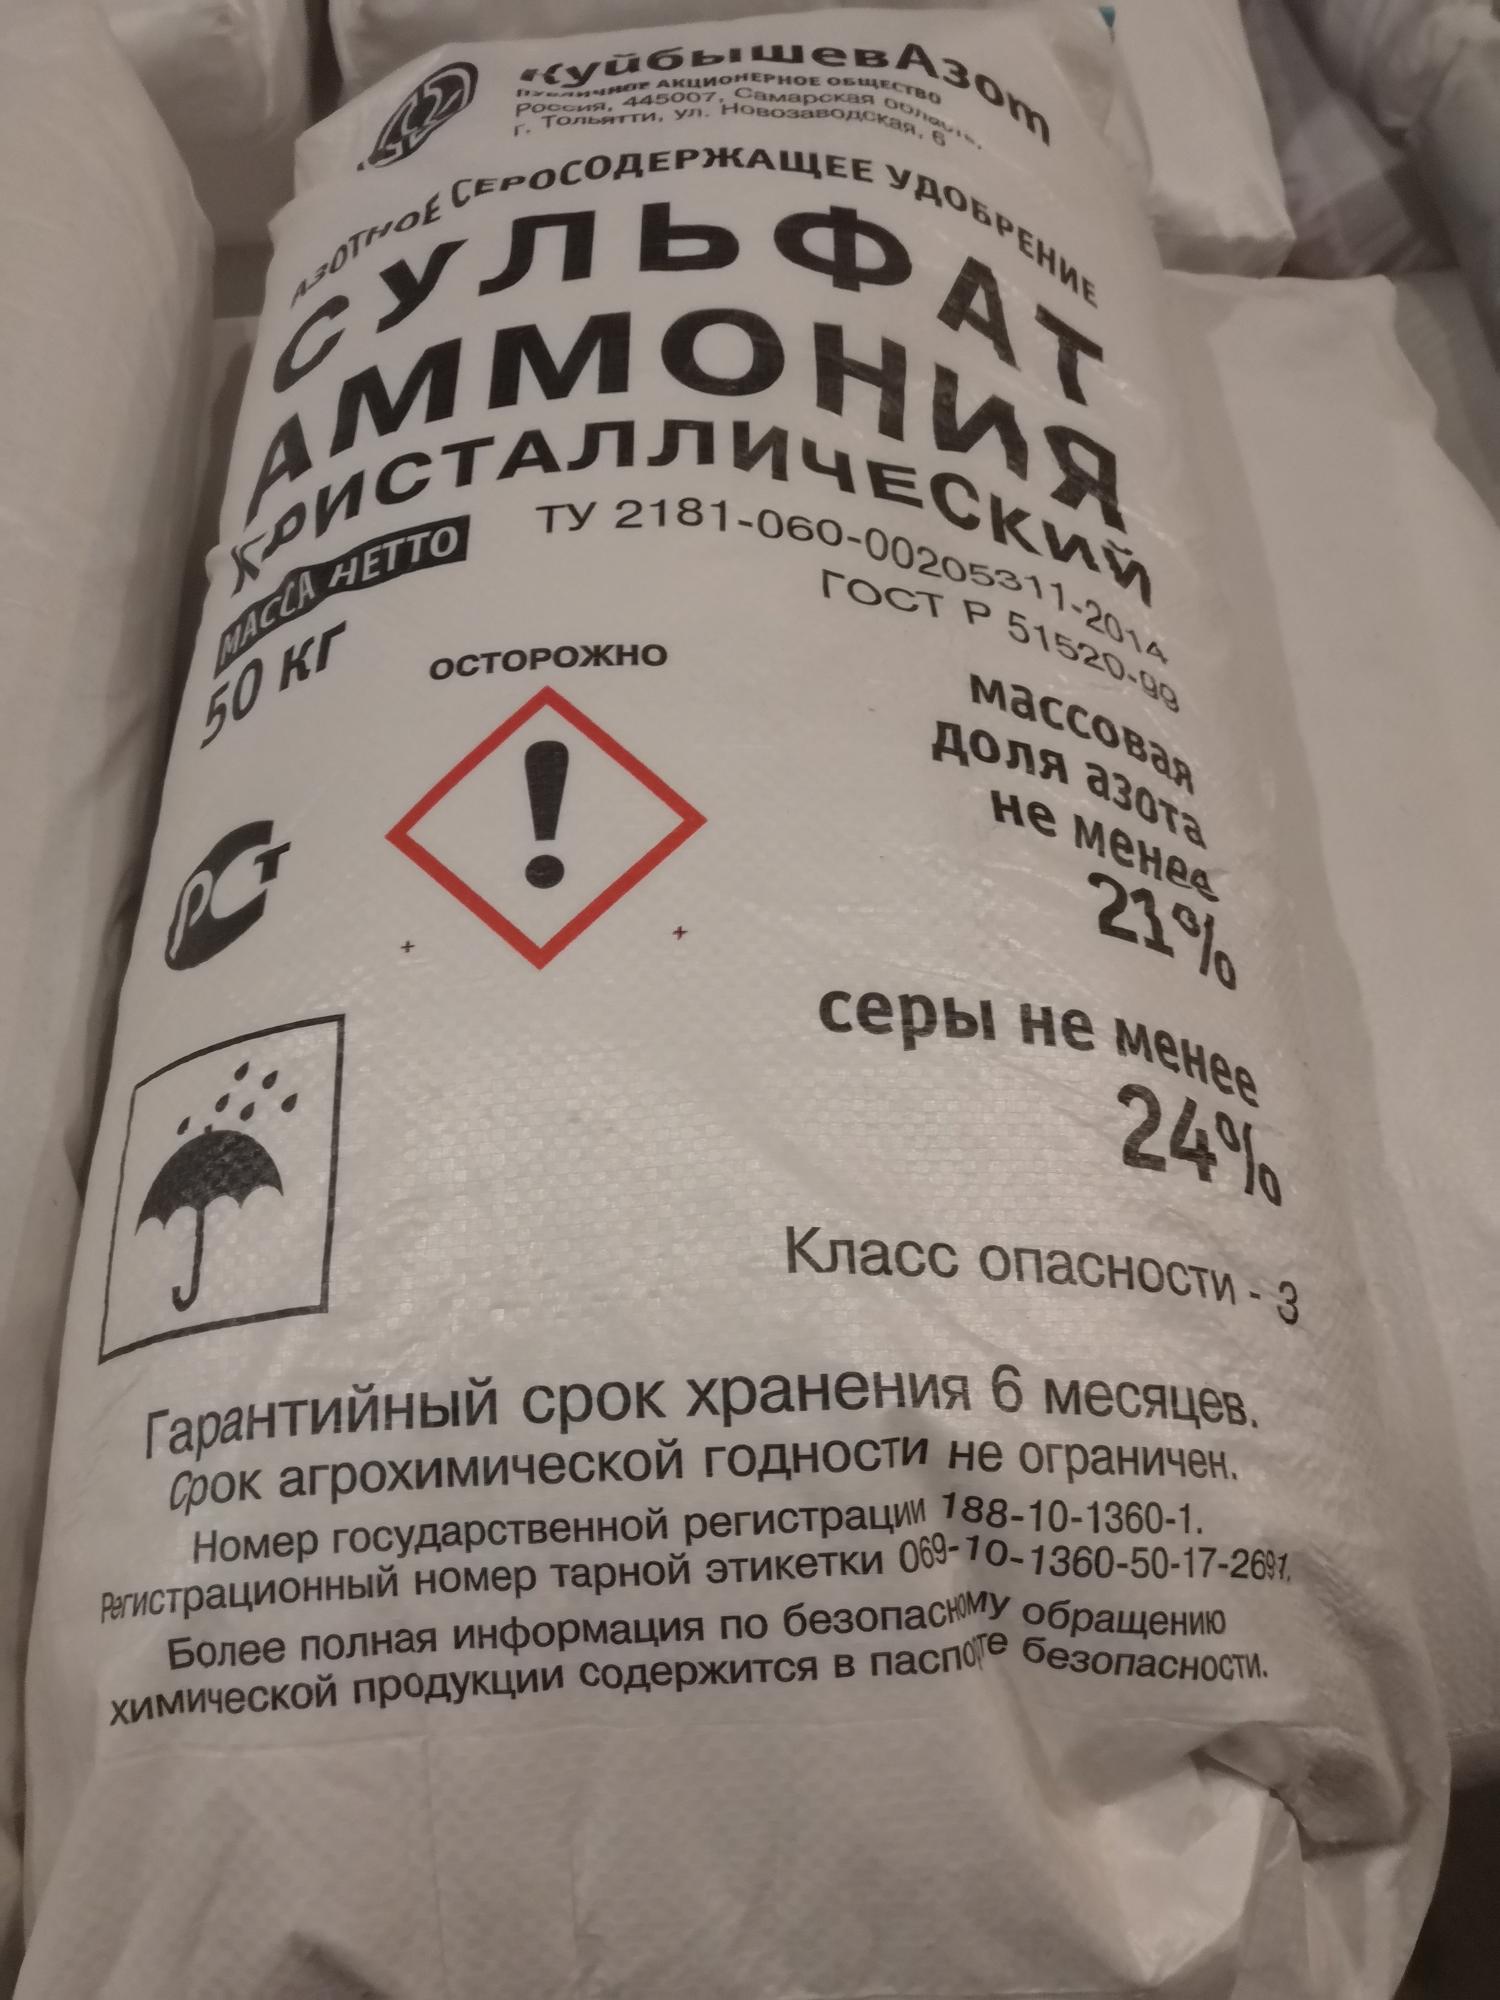 КуйбышевАзот
ПУБЛИЧНОЕ АКЦИОНЕРНОЕ ОБЩЕСТВО
Россия, 445007, Самарская область,
г. Тольятти, ул. Новозаводская, 6
АЗОТНОЕ СЕРОСОДЕРЖАЩЕЕ УДОБРЕНИЕ
СУЛЬФАТ
АММОНИЯ
КРИСТАЛЛИЧЕСКИЙ
МАССА НЕТТО
50 КГ
ТУ 2181-060-00205311-2014
ГОСТ Р 51520-99
ОСТОРОЖНО
!
массовая
доля азота
не менее
21%
РСТ
серы не менее
24%
Класс опасности - 3
Гарантийный срок хранения 6 месяцев.
Срок агрохимической годности не ограничен.
Номер государственной регистрации 188-10-1360-1.
Регистрационный номер тарной этикетки 069-10-1360-50-17-2691.
Более полная информация по безопасному обращению
химической продукции содержится в паспорте безопасности.